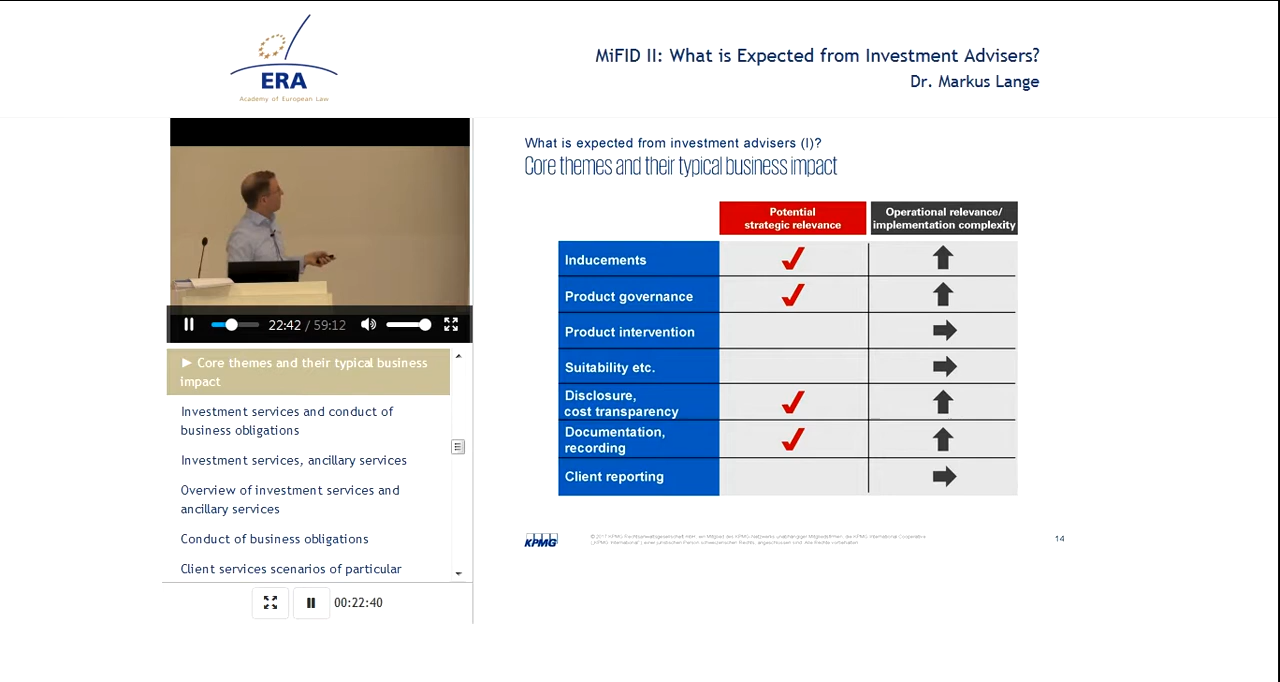 ERA
Academy of European Law
MiFID II: What is Expected from Investment Advisers?
Dr. Markus Lange
22:42 / 59:12
► Core themes and their typical business
impact
Investment services and conduct of
business obligations
Investment services, ancillary services
Overview of investment services and
ancillary services
Conduct of business obligations
Client services scenarios of particular
00:22:40
What is expected from investment advisers (I)?
Core themes and their typical business impact
Potential
strategic relevance
Operational relevance/
implementation complexity
Inducements
Product governance
Product intervention
Suitability etc.
Disclosure,
cost transparency
Documentation,
recording
Client reporting
KPMG
14